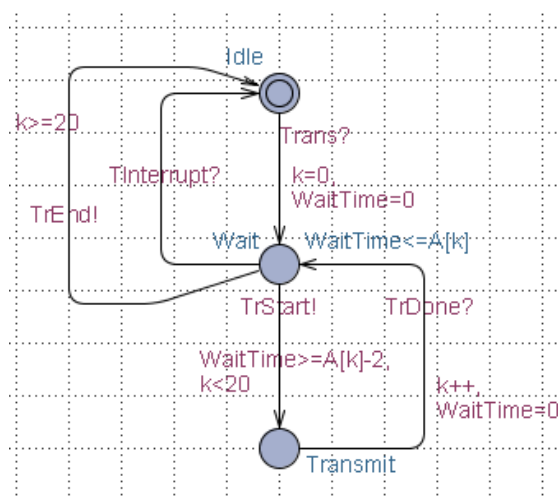 Idle
k>=20
Trans?
TInterrupt?
k=0,
WaitTime=0
TrEnd!
Wait
WaitTime<=A[k]
TrStart!
TrDone?
WaitTime>=A[k]-2,
k<20
k++,
WaitTime=0
Transmit